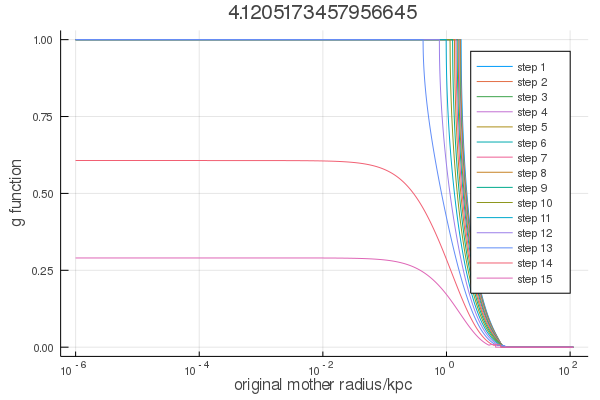 4.1205173457956645
g function
1.00
0.75
0.50
0.25
0.00
step 1
step 2
step 3
step 4
step 5
step 6
step 7
step 8
step 9
step 10
step 11
step 12
step 13
step 14
step 15
10^-6 10^-4 10^-2 10^0 10^2
original mother radius/kpc